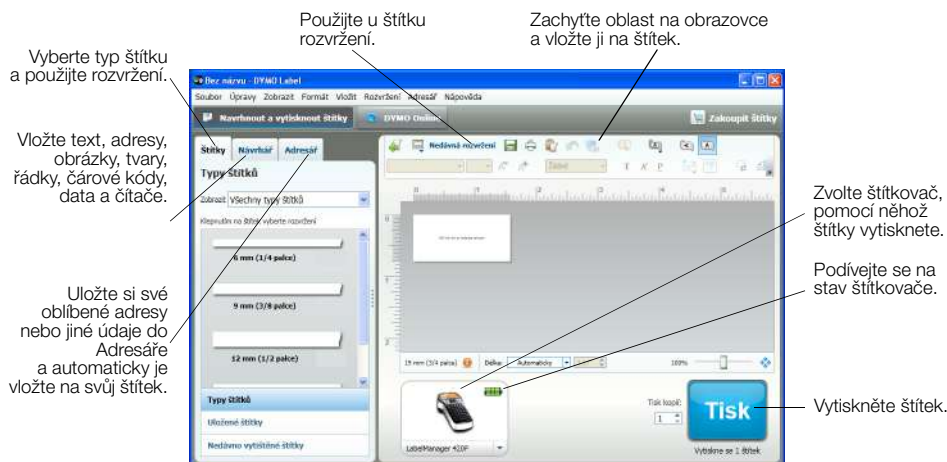 Použijte u štítku
rozvržení.
Zachyťte oblast na obrazovce
a vložte ji na štítek.
Vyberte typ štítku
a použijte rozvržení.
Vložte text, adresy,
obrázky, tvary,
řádky, čárové kódy,
data a čítače.
Uložte si své
oblíbené adresy
nebo jiné údaje do
Adresáře
a automaticky je
vložte na svůj štítek.
Bez názvu - DYMO Label
Soubor Úpravy Zobrazit Formát Vložit Rozvržení Adresář Nápověda
Navrhnout a vytisknout štítky DYMO Online Zakoupit štítky
Štítky Návrhář Adresář
Nedávná rozvržení
Typy štítků
Zobrazit: Všechny typy štítků
Klepnutím na štítek vyberte rozvržení
6 mm (1/4 palce)
9 mm (3/8 palce)
12 mm (1/2 palce)
Typy štítků
Uložené štítky
Nedávno vytištěné štítky
19 mm (3/4 palce) Délka: Automaticky 100%
LabelManager 420P
Tisk kopií:
1
Tisk
Vytiskne se 1 štítek
Zvolte štítkovač,
pomocí něhož
štítky vytisknete.
Podívejte se na
stav štítkovače.
Vytiskněte štítek.